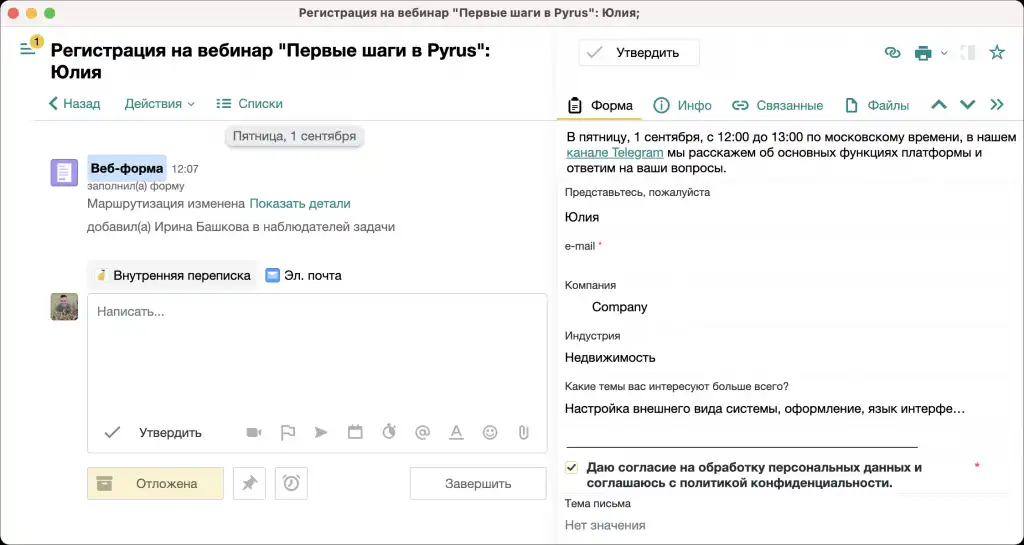 Регистрация на вебинар "Первые шаги в Pyrus": Юлия;
1
Регистрация на вебинар "Первые шаги в Pyrus":
Юлия
Назад
Действия
Списки
Пятница, 1 сентября
Веб-форма 12:07
заполнил(а) форму
Маршрутизация изменена Показать детали
добавил(а) Ирина Башкова в наблюдателей задачи
Внутренняя переписка
Эл. почта
Написать...
Утвердить
Отложена
Завершить
Утвердить
Форма
Инфо
Связанные
Файлы
В пятницу, 1 сентября, с 12:00 до 13:00 по московскому времени, в нашем
канале Telegram мы расскажем об основных функциях платформы и
ответим на ваши вопросы.
Представьтесь, пожалуйста
Юлия
e-mail *
Компания
Company
Индустрия
Недвижимость
Какие темы вас интересуют больше всего?
Настройка внешнего вида системы, оформление, язык интерфе…
Даю согласие на обработку персональных данных и *
соглашаюсь с политикой конфиденциальности.
Тема письма
Нет значения